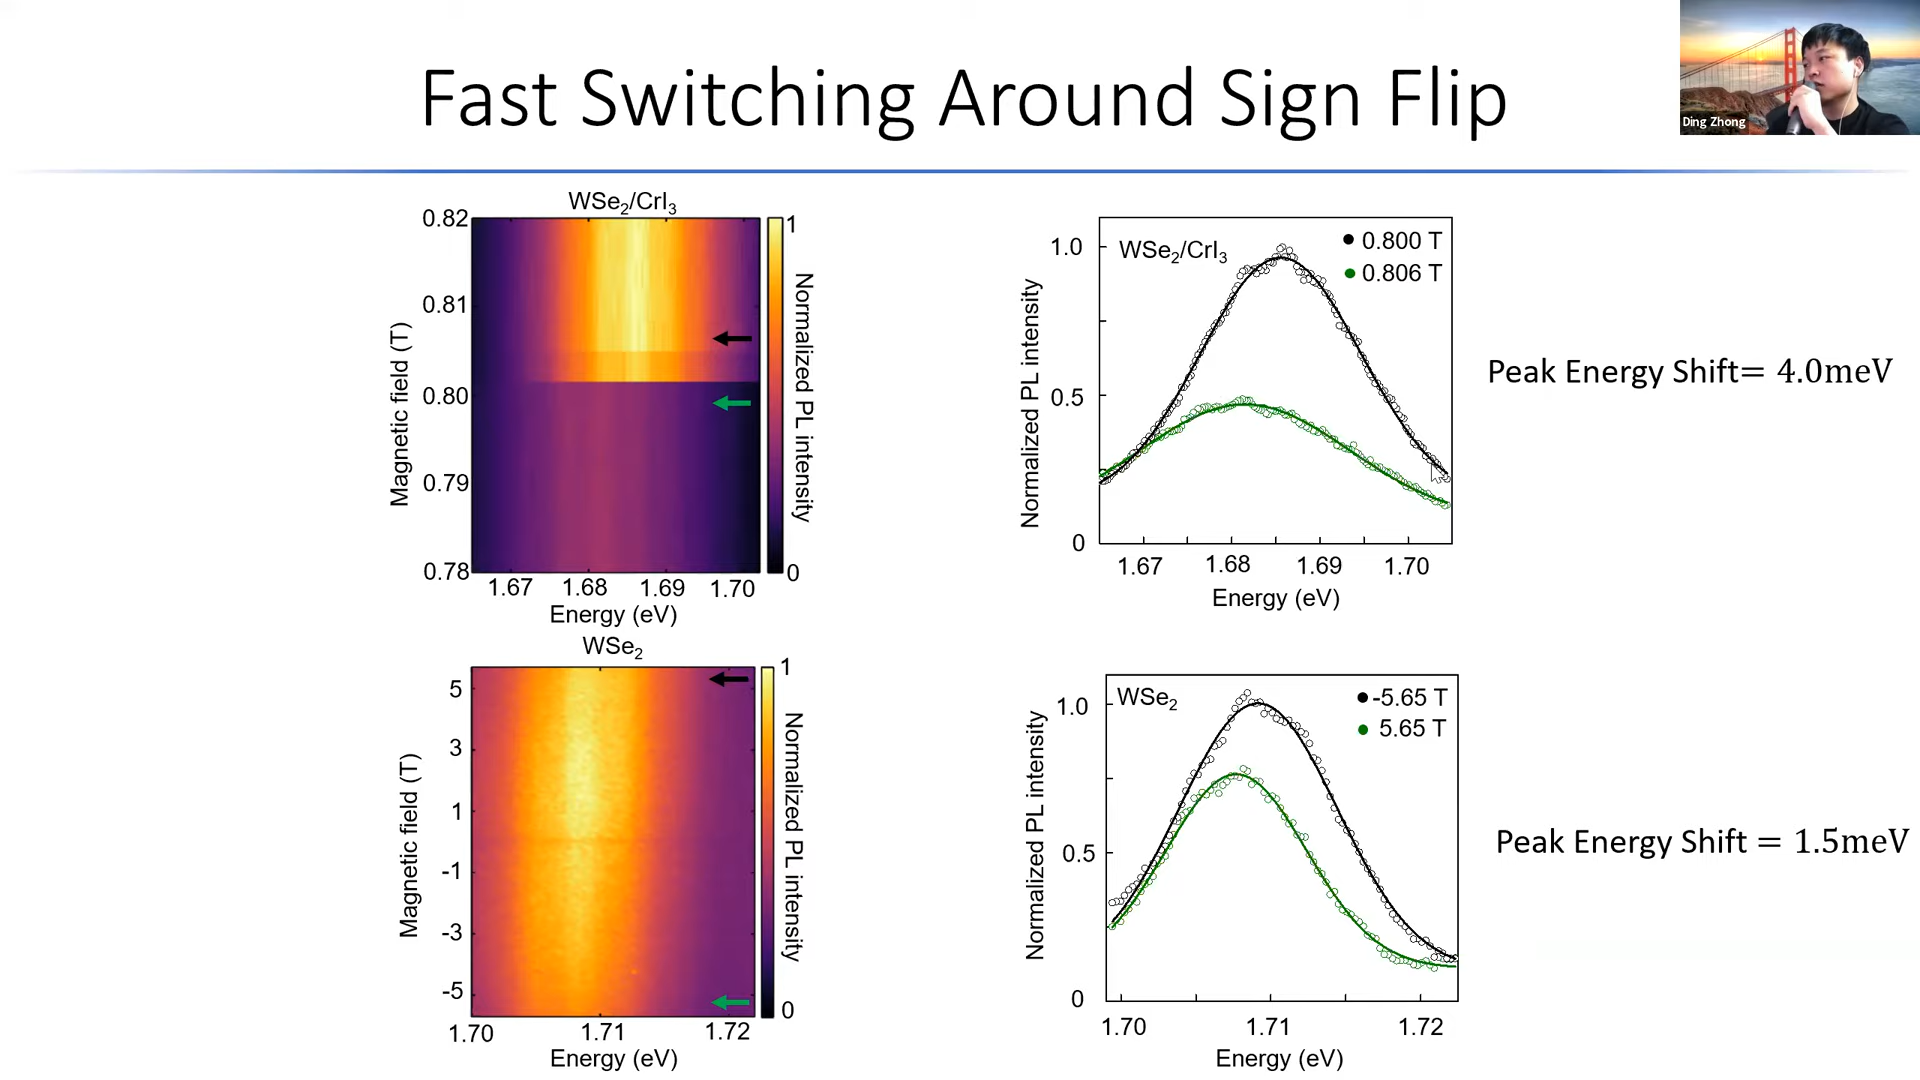 Fast Switching Around Sign Flip
Ding Zhong
WSe₂/CrI₃
0.82
0.81
0.80
0.79
0.78
Magnetic field (T)
1.67 1.68 1.69 1.70
Energy (eV)
1
0
Normalized PL intensity
WSe₂/CrI₃
0.800 T
0.806 T
1.0
0.5
0
Normalized PL intensity
1.67 1.68 1.69 1.70
Energy (eV)
Peak Energy Shift= 4.0meV
WSe₂
5
3
1
-1
-3
-5
Magnetic field (T)
1.70 1.71 1.72
Energy (eV)
1
0
Normalized PL intensity
WSe₂
-5.65 T
5.65 T
1.0
0.5
0
Normalized PL intensity
1.70 1.71 1.72
Energy (eV)
Peak Energy Shift = 1.5meV